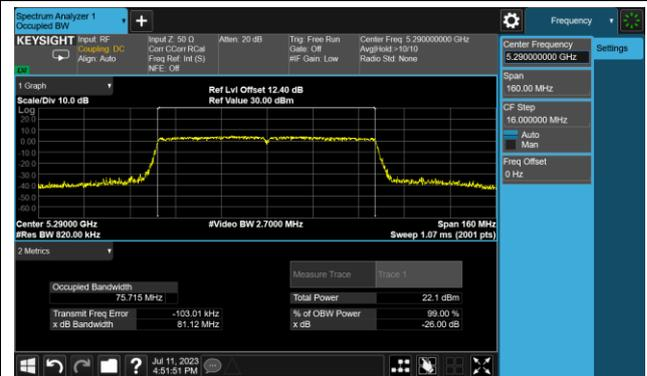 Spectrum Analyzer 1
Occupied BW
Frequency
KEYSIGHT
Input: RF
Coupling: DC
Align: Auto
Input Z: 50 Ω
Corr CCorr RCal
Freq Ref: Int (S)
NFE: Off
Atten: 20 dB
Trig: Free Run
Gate: Off
#IF Gain: Low
Center Freq: 5.290000000 GHz
Avg|Hold:>10/10
Radio Std: None
Center Frequency
5.290000000 GHz
Settings
Span
160.00 MHz
CF Step
16.000000 MHz
Auto
Man
Freq Offset
0 Hz
1 Graph
Scale/Div 10.0 dB
Ref Lvl Offset 12.40 dB
Ref Value 30.00 dBm
Log
20.0
10.0
0.00
-10.0
-20.0
-30.0
-40.0
-50.0
-60.0
Center 5.29000 GHz
#Video BW 2.7000 MHz
Span 160 MHz
#Res BW 820.00 kHz
Sweep 1.07 ms (2001 pts)
2 Metrics
Measure Trace
Trace 1
Occupied Bandwidth
75.715 MHz
Total Power
22.1 dBm
Transmit Freq Error
-103.01 kHz
% of OBW Power
99.00 %
x dB Bandwidth
81.12 MHz
x dB
-26.00 dB
Jul 11, 2023
4:51:51 PM